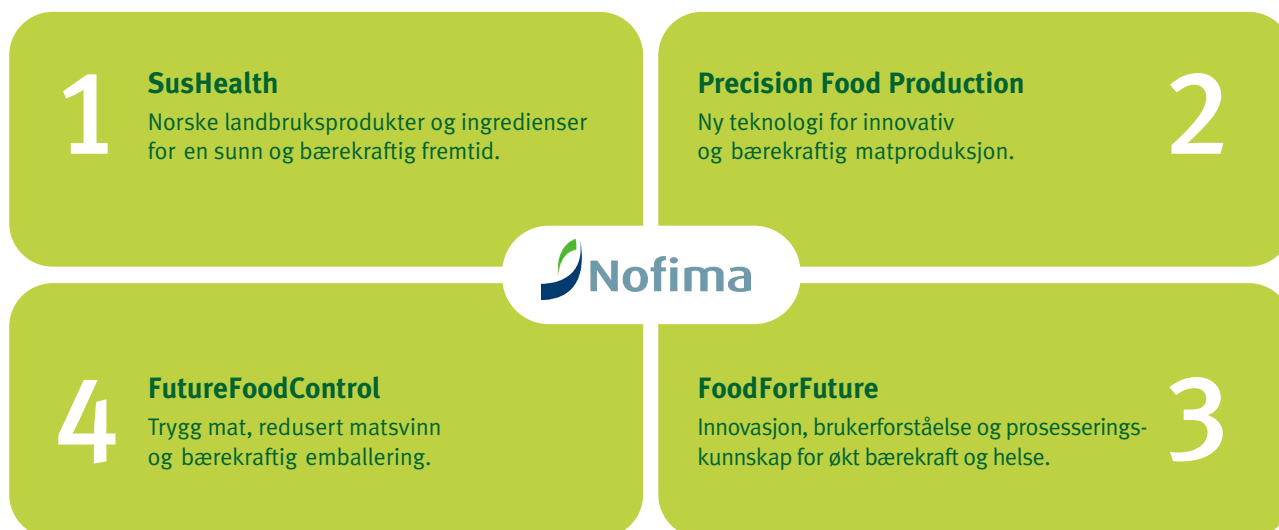 1
SusHealth
Norske landbruksprodukter og ingredienser
for en sunn og bærekraftig fremtid.
Precision Food Production
Ny teknologi for innovativ
og bærekraftig matproduksjon.
2
Nofima
4
FutureFoodControl
Trygg mat, redusert matsvinn
og bærekraftig emballering.
FoodForFuture
Innovasjon, brukerforståelse og prosesserings-
kunnskap for økt bærekraft og helse.
3